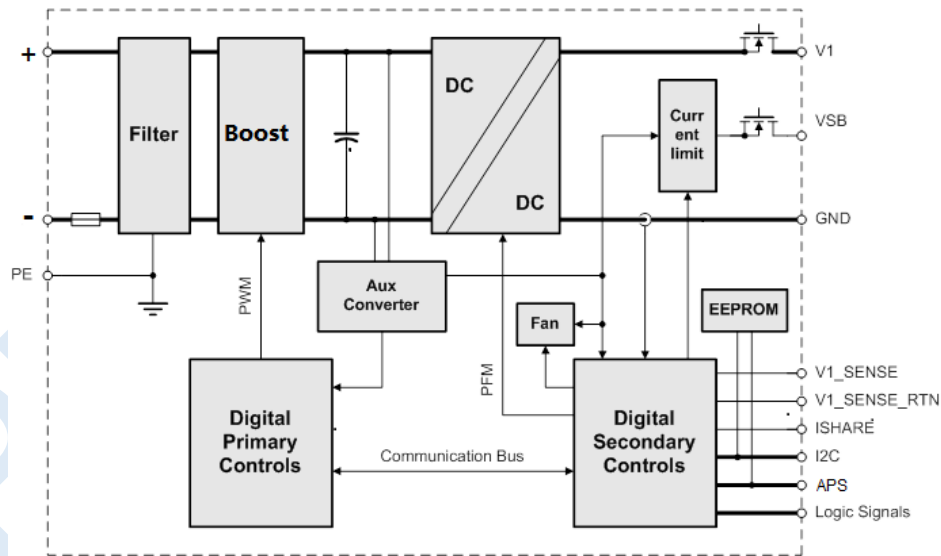 +
-
PE
Filter
Boost
PWM
DC
DC
Aux
Converter
Curr
ent
limit
Fan
EEPROM
PFM
Digital
Primary
Controls
Communication Bus
Digital
Secondary
Controls
V1
VSB
GND
V1_SENSE
V1_SENSE_RTN
ISHARE
I2C
APS
Logic Signals